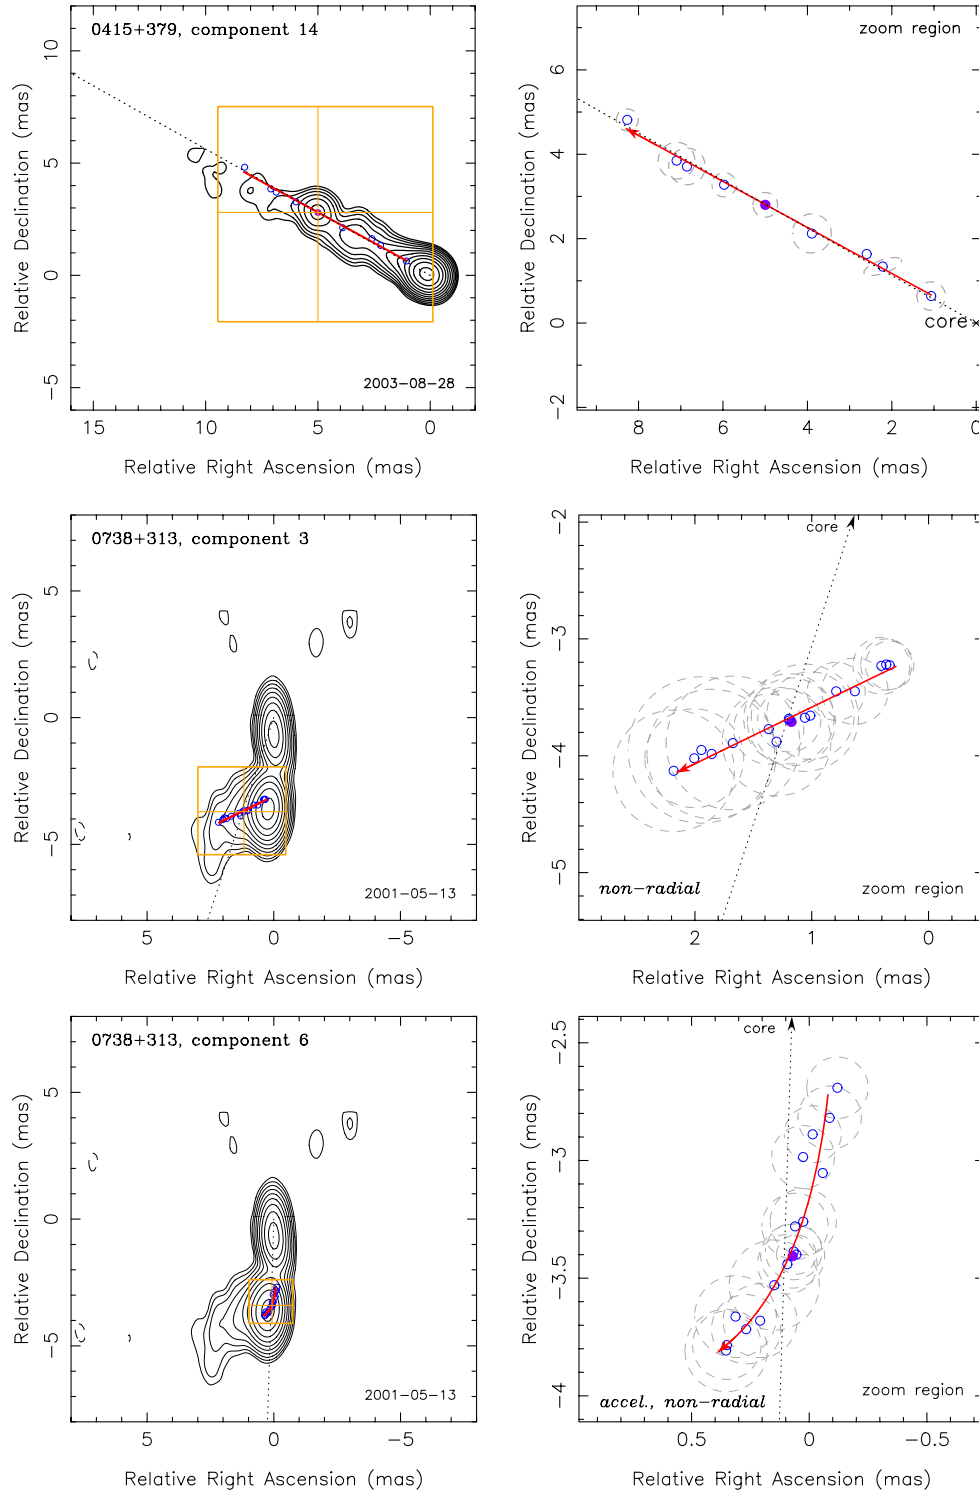 0415+379, component 14
2003-08-28
10
5
0
-5
15
10
5
0
Relative Declination (mas)
Relative Right Ascension (mas)
zoom region
core
6
4
2
0
-2
8
6
4
2
0
Relative Declination (mas)
Relative Right Ascension (mas)
0738+313, component 3
2001-05-13
5
0
-5
5
0
-5
Relative Declination (mas)
Relative Right Ascension (mas)
core
non-radial
zoom region
-2
-3
-4
-5
2
1
0
Relative Declination (mas)
Relative Right Ascension (mas)
0738+313, component 6
2001-05-13
5
0
-5
5
0
-5
Relative Declination (mas)
Relative Right Ascension (mas)
core
zoom region
accel., non-radial
-2.5
-3
-3.5
-4
0.5
0
-0.5
Relative Declination (mas)
Relative Right Ascension (mas)